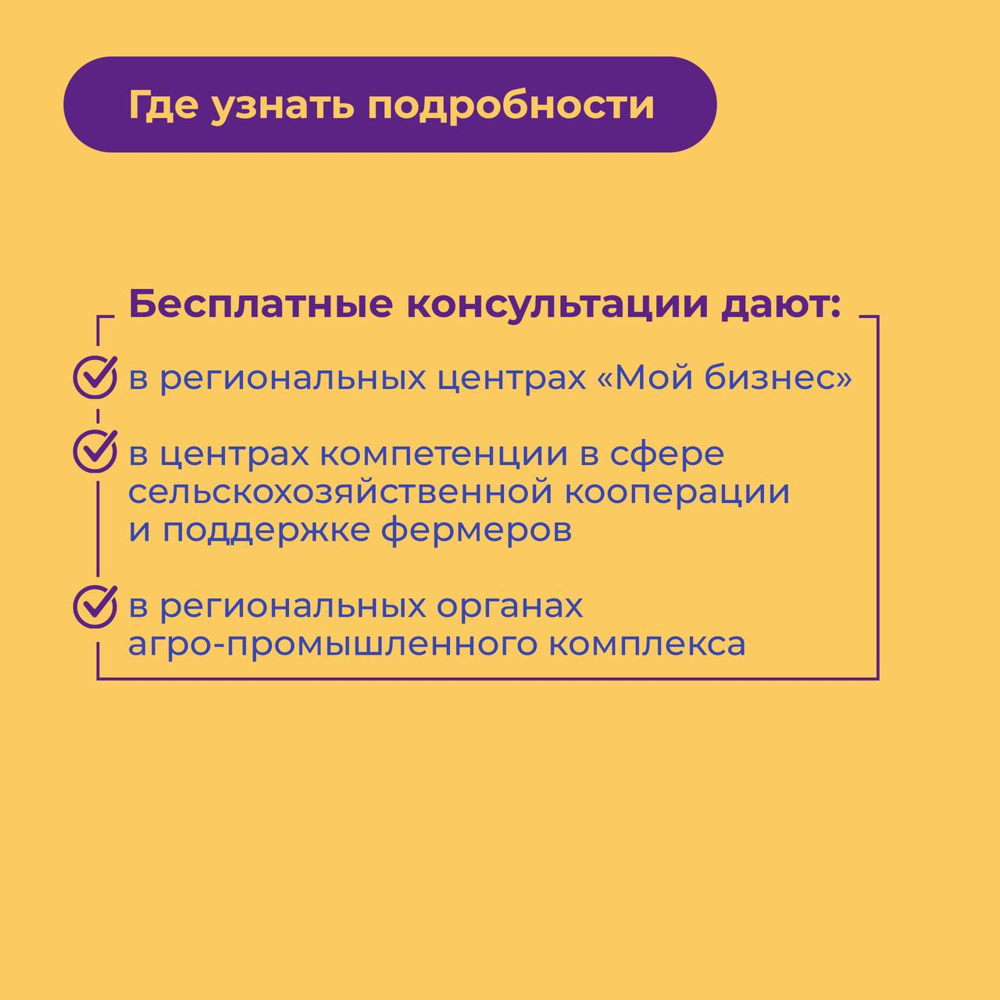 Где узнать подробности
Бесплатные консультации дают:
в региональных центрах «Мой бизнес»
в центрах компетенции в сфере
сельскохозяйственной кооперации
и поддержке фермеров
в региональных органах
агро-промышленного комплекса